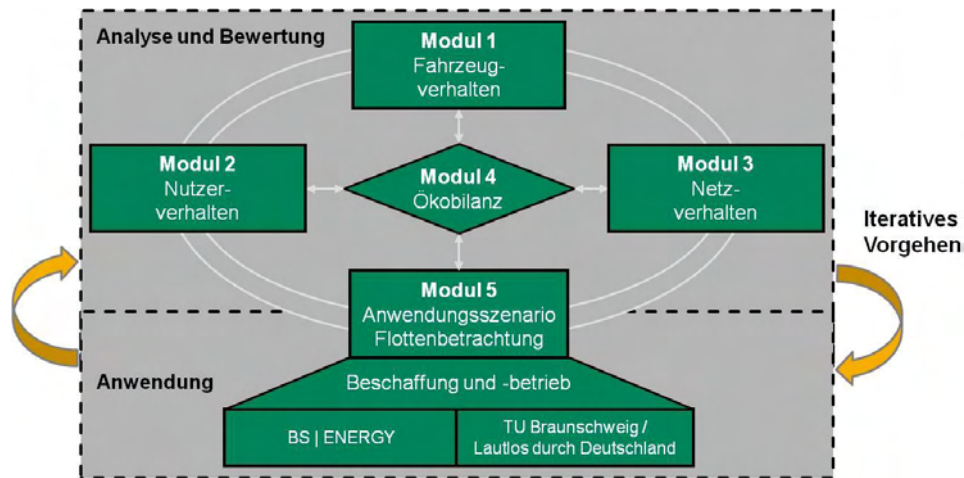 Analyse und Bewertung
Modul 1
Fahrzeug-
verhalten
Modul 2
Nutzer-
verhalten
Modul 4
Ökobilanz
Modul 3
Netz-
verhalten
Iteratives
Vorgehen
Modul 5
Anwendungsszenario
Flottenbetrachtung
Anwendung
Beschaffung und -betrieb
BS | ENERGY
TU Braunschweig /
Lautlos durch Deutschland